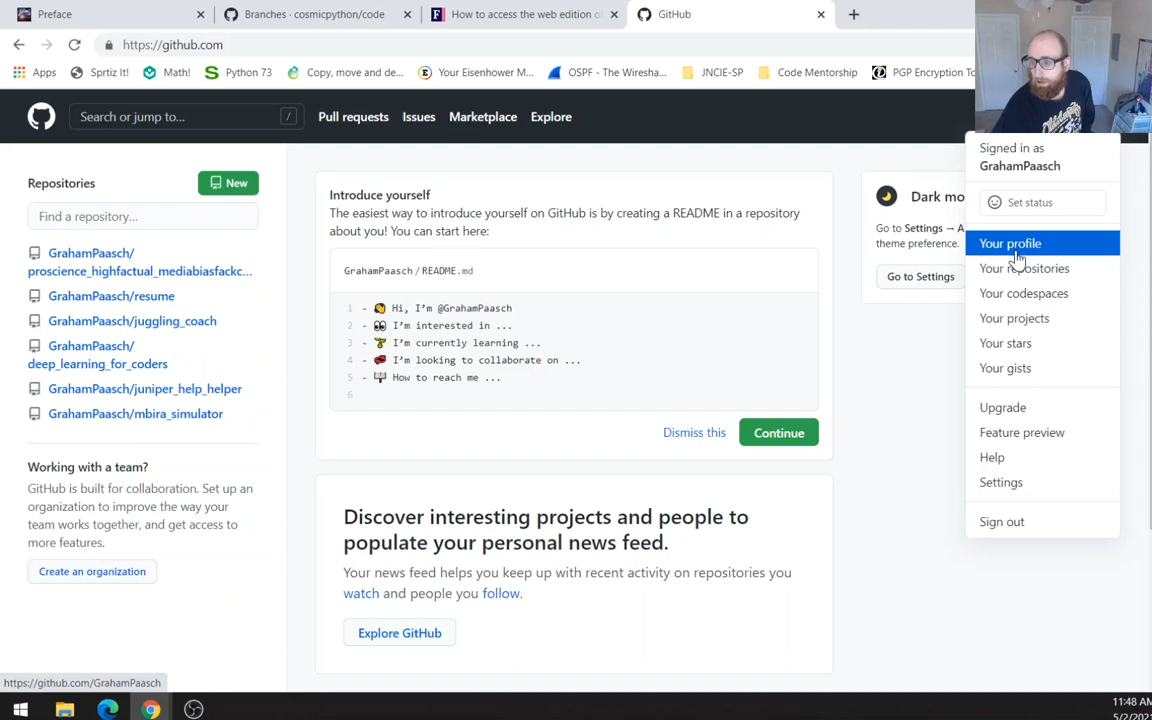 Preface
Branches · cosmicpython/code
How to access the web edition o
GitHub
https://github.com
Apps
Sprtiz It!
Math!
Python 73
Copy, move and de...
Your Eisenhower M...
OSPF - The Wiresha...
JNCIE-SP
Code Mentorship
PGP Encryption To
Search or jump to...
/
Pull requests
Issues
Marketplace
Explore
Signed in as
GrahamPaasch
Set status
Your profile
Your repositories
Your codespaces
Your projects
Your stars
Your gists
Upgrade
Feature preview
Help
Settings
Sign out
Repositories
New
Find a repository...
GrahamPaasch/
proscience_highfactual_mediabiasfackc...
GrahamPaasch/resume
GrahamPaasch/juggling_coach
GrahamPaasch/
deep_learning_for_coders
GrahamPaasch/juniper_help_helper
GrahamPaasch/mbira_simulator
Working with a team?
GitHub is built for collaboration. Set up an
organization to improve the way your
team works together, and get access to
more features.
Create an organization
Introduce yourself
The easiest way to introduce yourself on GitHub is by creating a README in a repository
about you! You can start here:
GrahamPaasch / README.md
1 - 👋 Hi, I'm @GrahamPaasch
2 - 👀 I'm interested in ...
3 - 🌱 I'm currently learning ...
4 - 💞️ I'm looking to collaborate on ...
5 - 📫 How to reach me ...
6
Dismiss this
Continue
Discover interesting projects and people to
populate your personal news feed.
Your news feed helps you keep up with recent activity on repositories you
watch and people you follow.
Explore GitHub
Dark mo
Go to Settings → A
theme preference.
Go to Settings
https://github.com/GrahamPaasch
11:48 AM
5/2/202